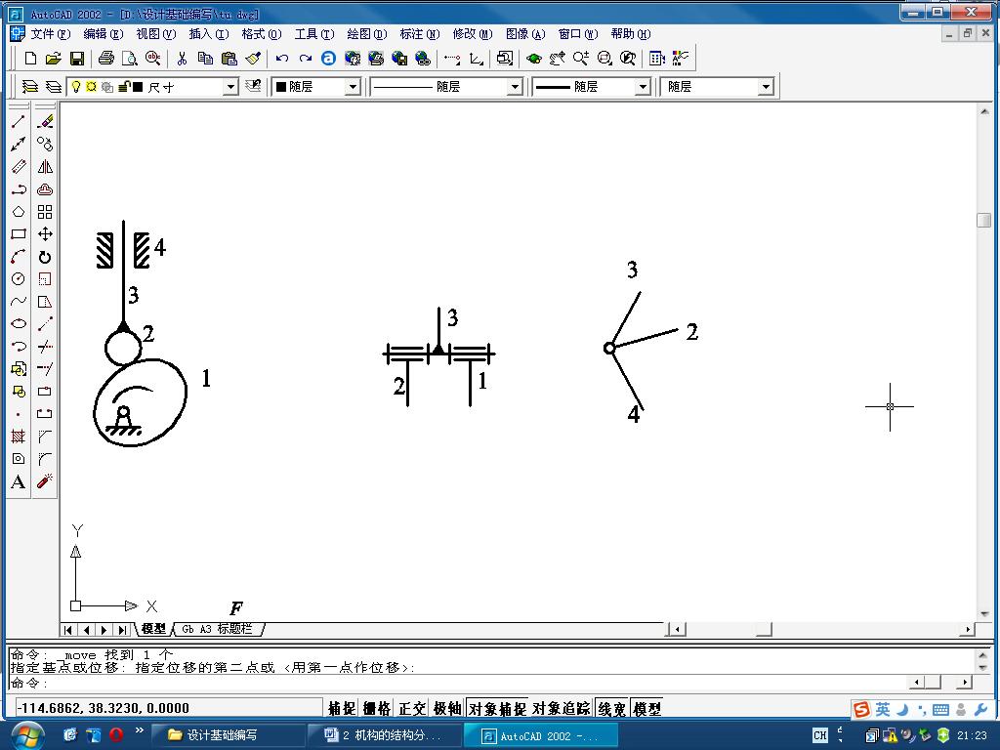 AutoCAD 2002 - [D:\设计基础编写\tu.dwg]
文件(F) 编辑(E) 视图(V) 插入(I) 格式(O) 工具(T) 绘图(D) 标注(N) 修改(M) 图像(A) 窗口(W) 帮助(H)
尺寸 随层 随层 随层 随层
4
3
2
1
3
2
1
3
2
4
A
Y
X
F
模型 Gb A3 标题栏
命令: _move 找到 1 个
指定基点或位移: 指定位移的第二点或 <用第一点作位移>:
命令:
-114.6862, 38.3230, 0.0000 捕捉 栅格 正交 极轴 对象捕捉 对象追踪 线宽 模型
英
设计基础编写 2 机构的结构分... AutoCAD 2002 -... CH 21:23